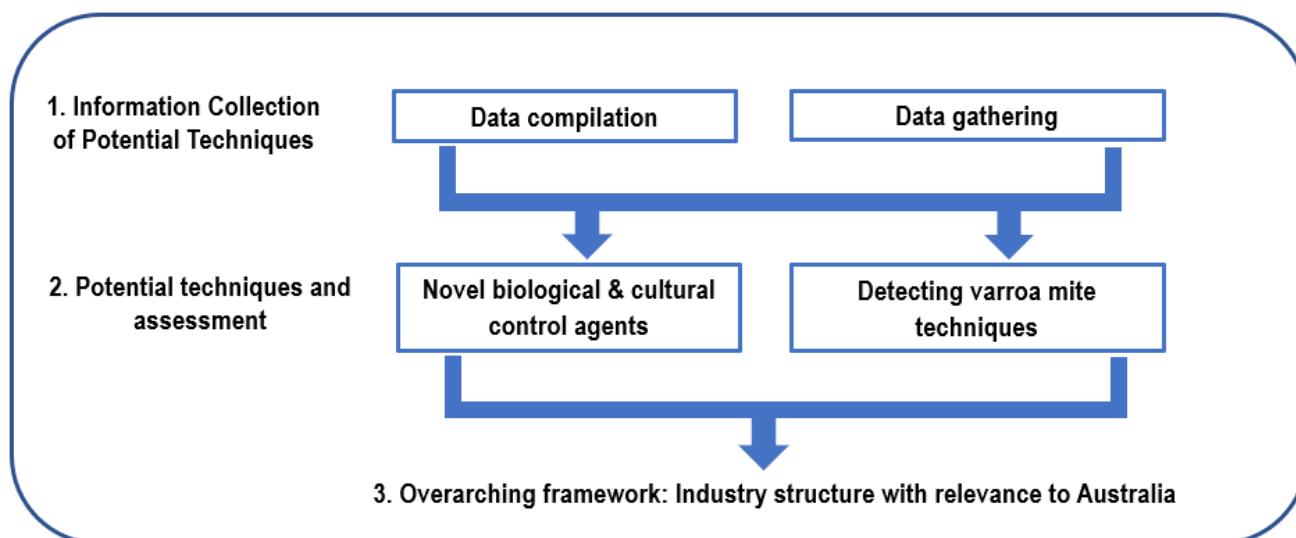 1. Information Collection
of Potential Techniques
Data compilation
Data gathering
2. Potential techniques and
assessment
Novel biological & cultural
control agents
Detecting varroa mite
techniques
3. Overarching framework: Industry structure with relevance to Australia